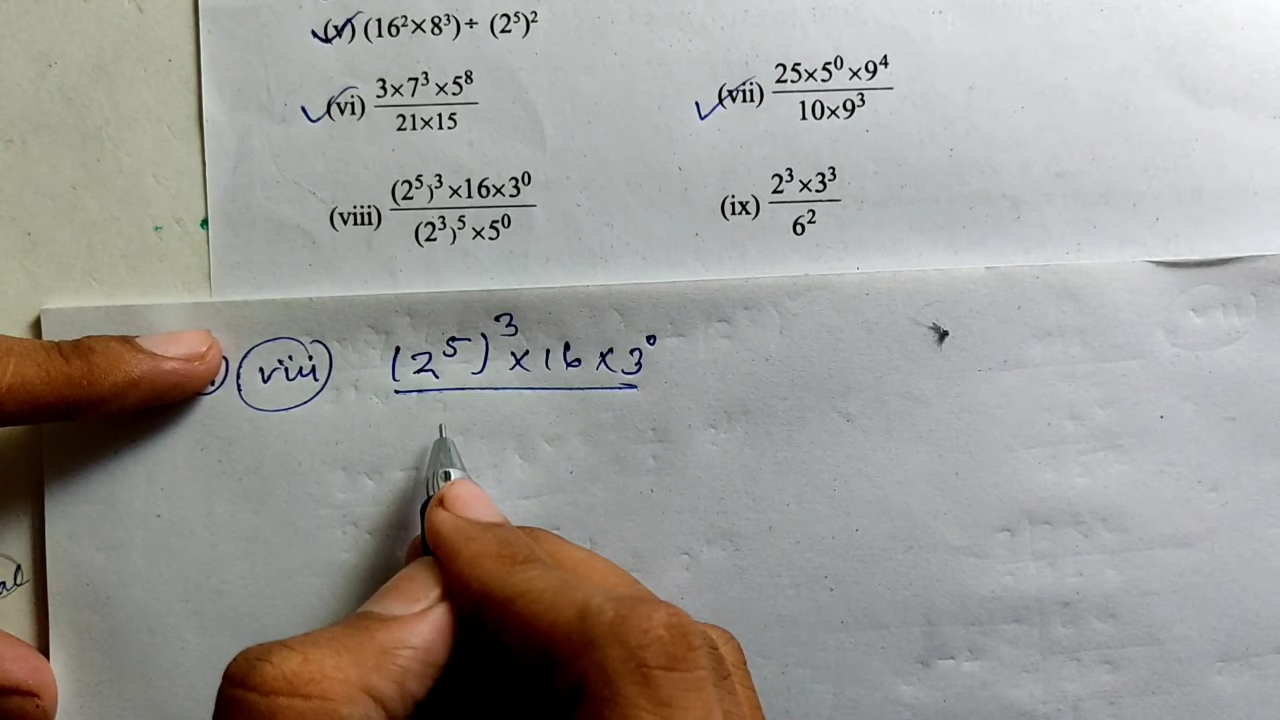 (v) (16²×8³)÷ (2⁵)²
(vi) 3×7³×5⁸ / 21×15
(vii) 25×5⁰×9⁴ / 10×9³
(viii) (2⁵)³×16×3⁰ / (2³)⁵×5⁰
(ix) 2³×3³ / 6²
(viii) (2⁵)³×16×3⁰